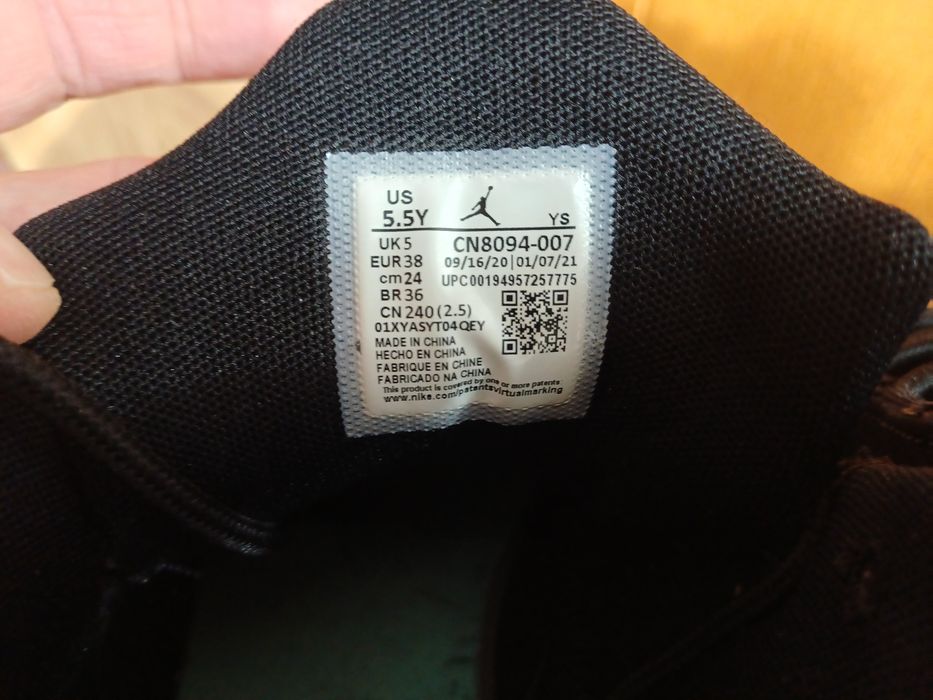 US
5.5Y YS
UK 5 CN8094-007
EUR 38 09/16/20|01/07/21
cm 24 UPC00194957257775
BR 36
CN 240 (2.5)
01XYASYT04QEY
MADE IN CHINA
HECHO EN CHINA
FABRIQUE EN CHINE
FABRICADO NA CHINA
This product is covered by one or more patents
www.nike.com/patentsvirtualmarking